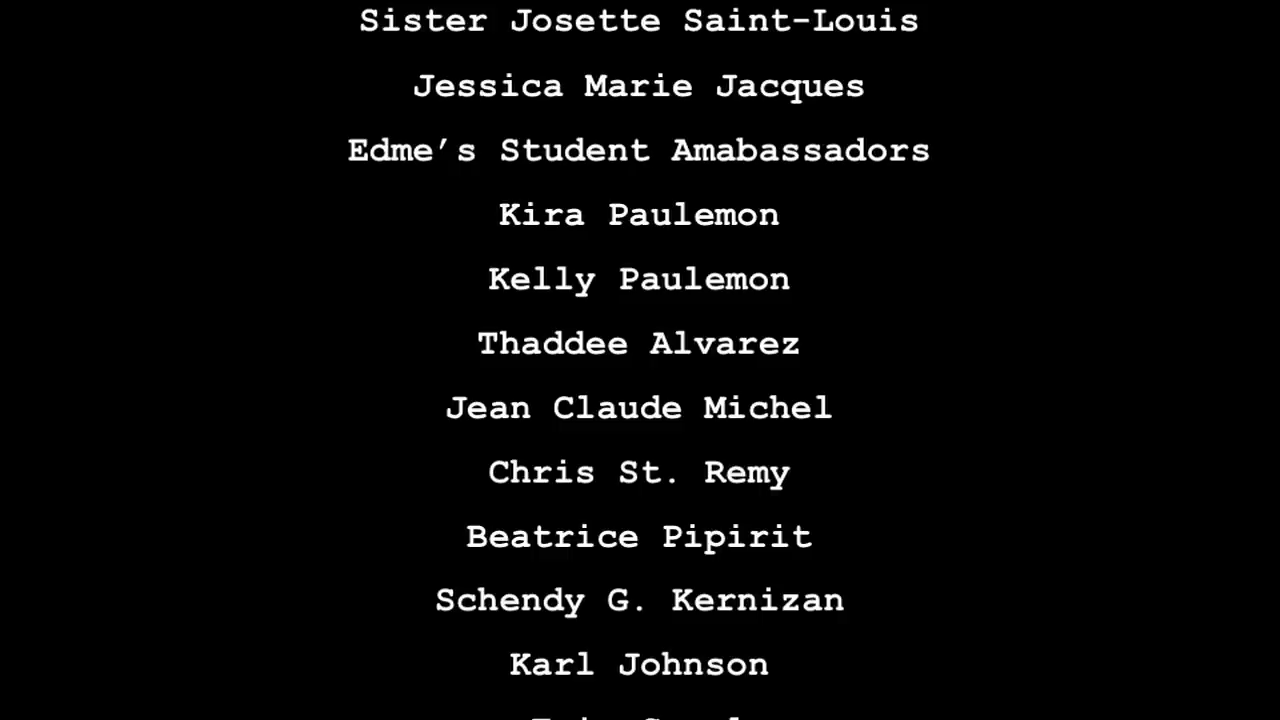 Sister Josette Saint-Louis
Jessica Marie Jacques
Edme’s Student Amabassadors
Kira Paulemon
Kelly Paulemon
Thaddee Alvarez
Jean Claude Michel
Chris St. Remy
Beatrice Pipirit
Schendy G. Kernizan
Karl Johnson